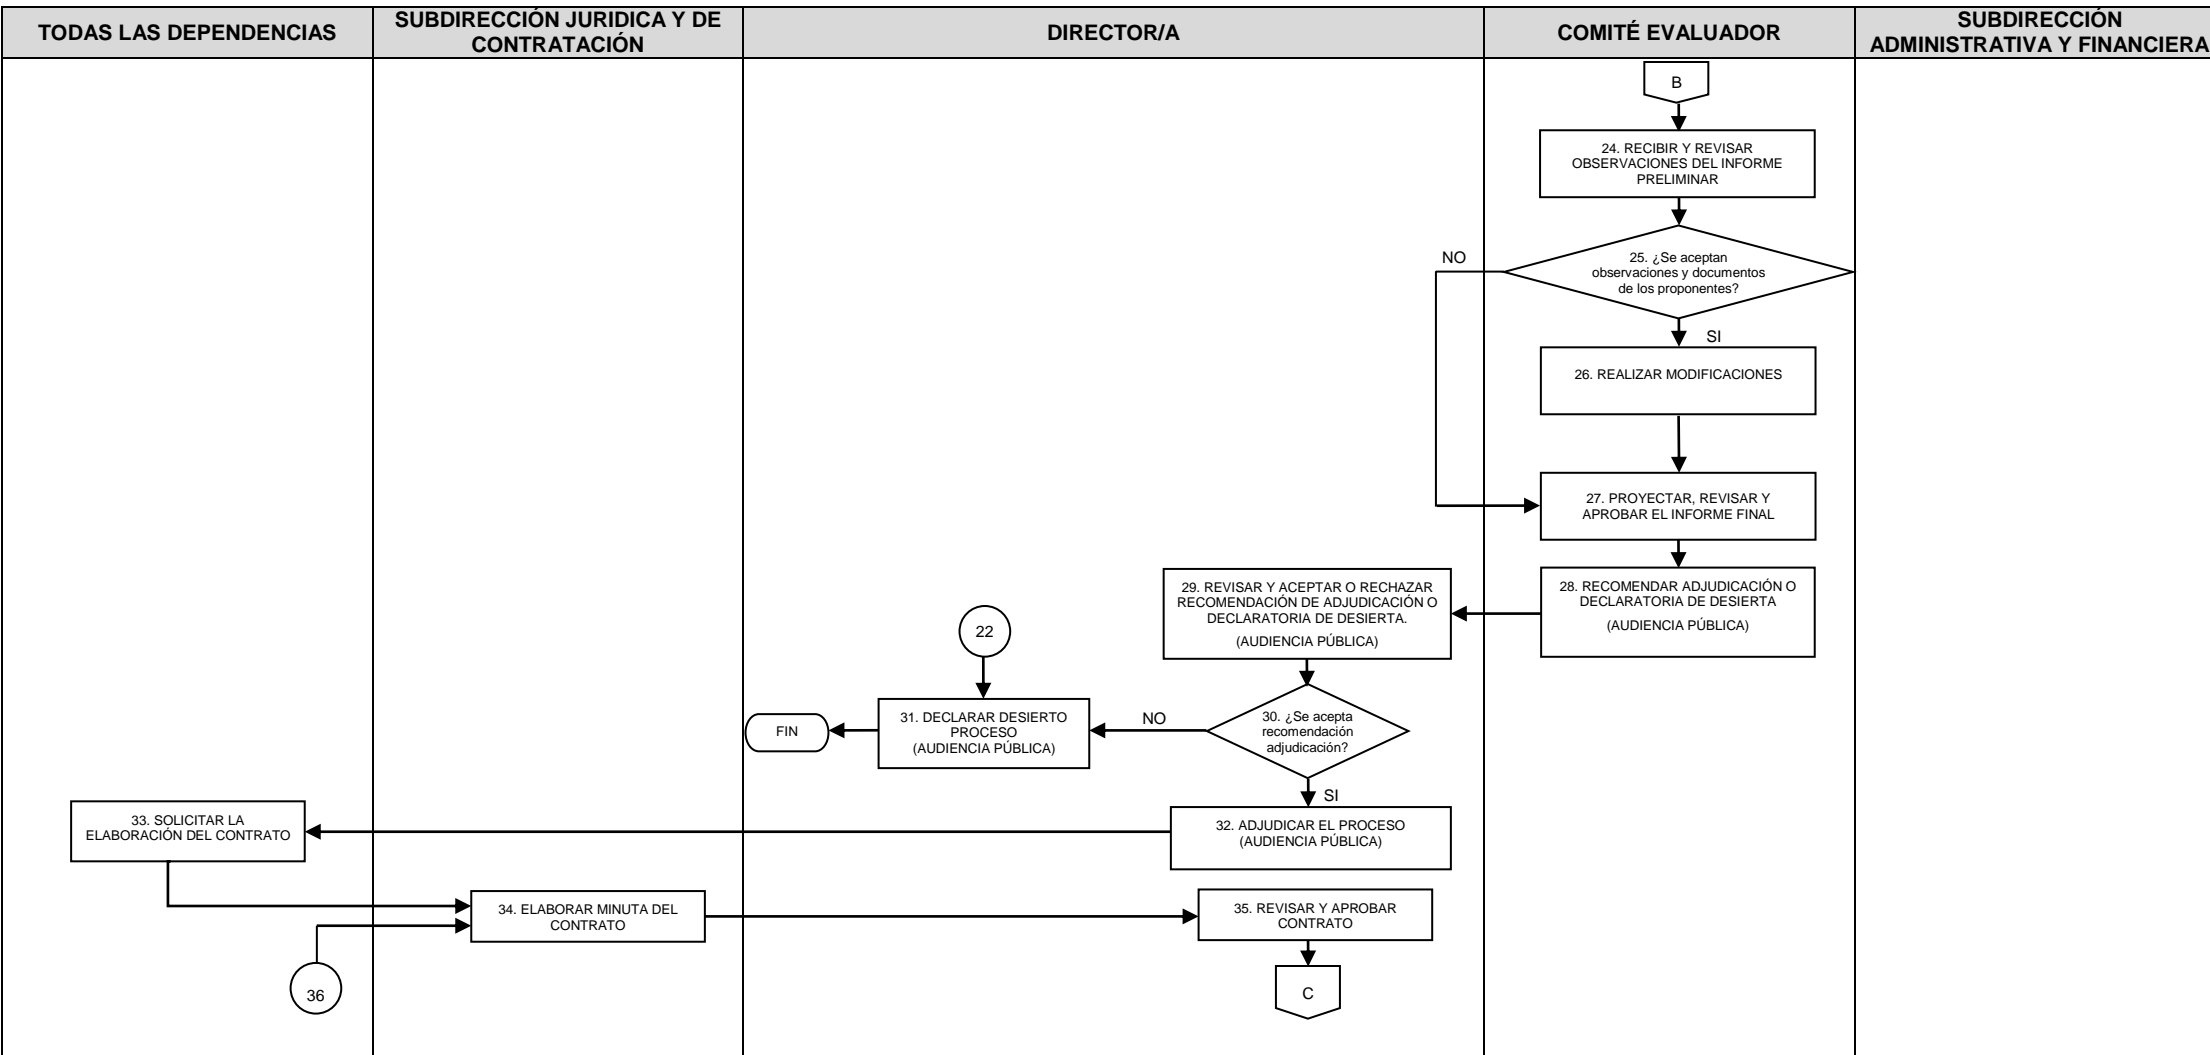 TODAS LAS DEPENDENCIAS
SUBDIRECCIÓN JURIDICA Y DE
CONTRATACIÓN
DIRECTOR/A
COMITÉ EVALUADOR
SUBDIRECCIÓN
ADMINISTRATIVA Y FINANCIERA
B
24. RECIBIR Y REVISAR
OBSERVACIONES DEL INFORME
PRELIMINAR
25. ¿Se aceptan
observaciones y documentos
de los proponentes?
NO
SI
26. REALIZAR MODIFICACIONES
27. PROYECTAR, REVISAR Y
APROBAR EL INFORME FINAL
28. RECOMENDAR ADJUDICACIÓN O
DECLARATORIA DE DESIERTA
(AUDIENCIA PÚBLICA)
29. REVISAR Y ACEPTAR O RECHAZAR
RECOMENDACIÓN DE ADJUDICACIÓN O
DECLARATORIA DE DESIERTA.
(AUDIENCIA PÚBLICA)
22
30. ¿Se acepta
recomendación
adjudicación?
NO
31. DECLARAR DESIERTO
PROCESO
(AUDIENCIA PÚBLICA)
FIN
SI
32. ADJUDICAR EL PROCESO
(AUDIENCIA PÚBLICA)
33. SOLICITAR LA
ELABORACIÓN DEL CONTRATO
34. ELABORAR MINUTA DEL
CONTRATO
35. REVISAR Y APROBAR
CONTRATO
36
C